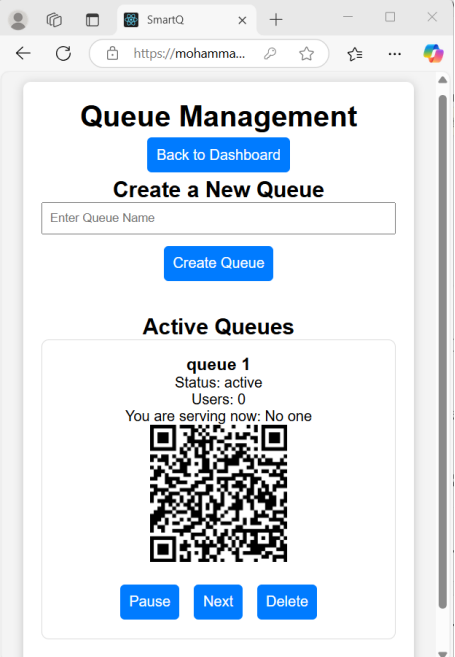 SmartQ
https://mohamma...
Queue Management
Back to Dashboard
Create a New Queue
Enter Queue Name
Create Queue
Active Queues
queue 1
Status: active
Users: 0
You are serving now: No one
Pause Next Delete